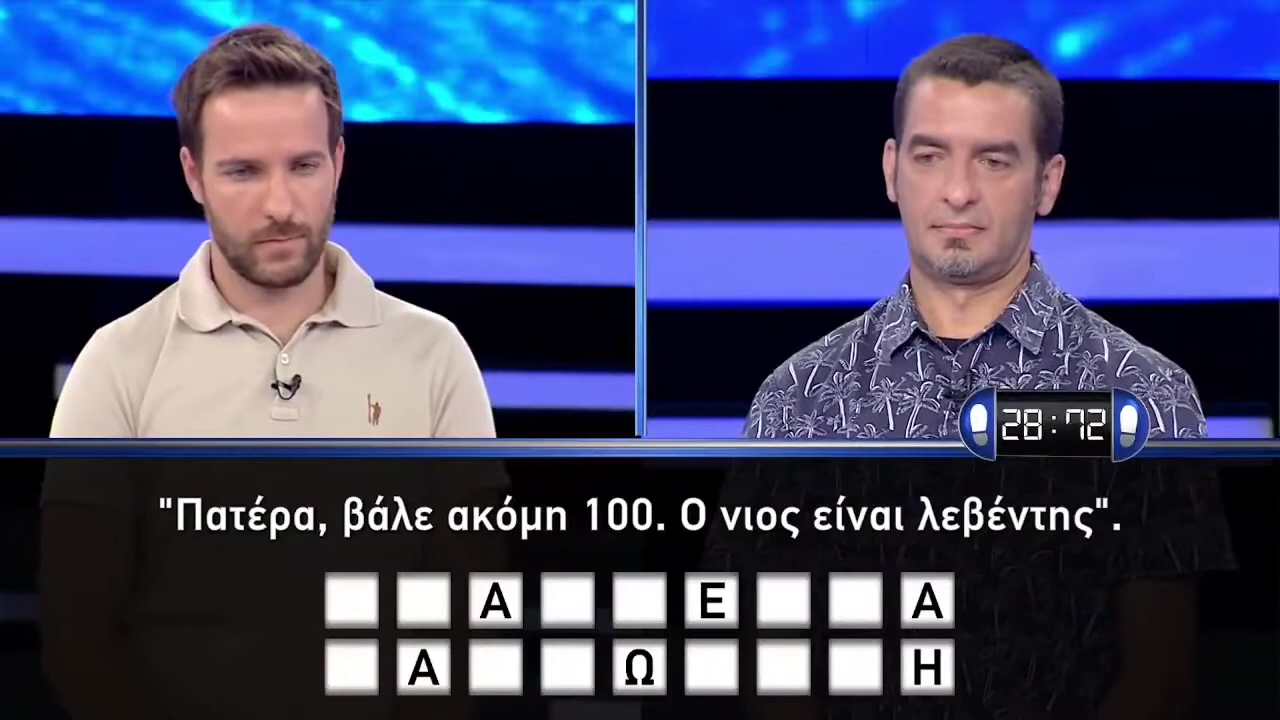 28:72
"Πατέρα, βάλε ακόμη 100. Ο νιος είναι λεβέντης".
Α Ε Α
Α Ω Η